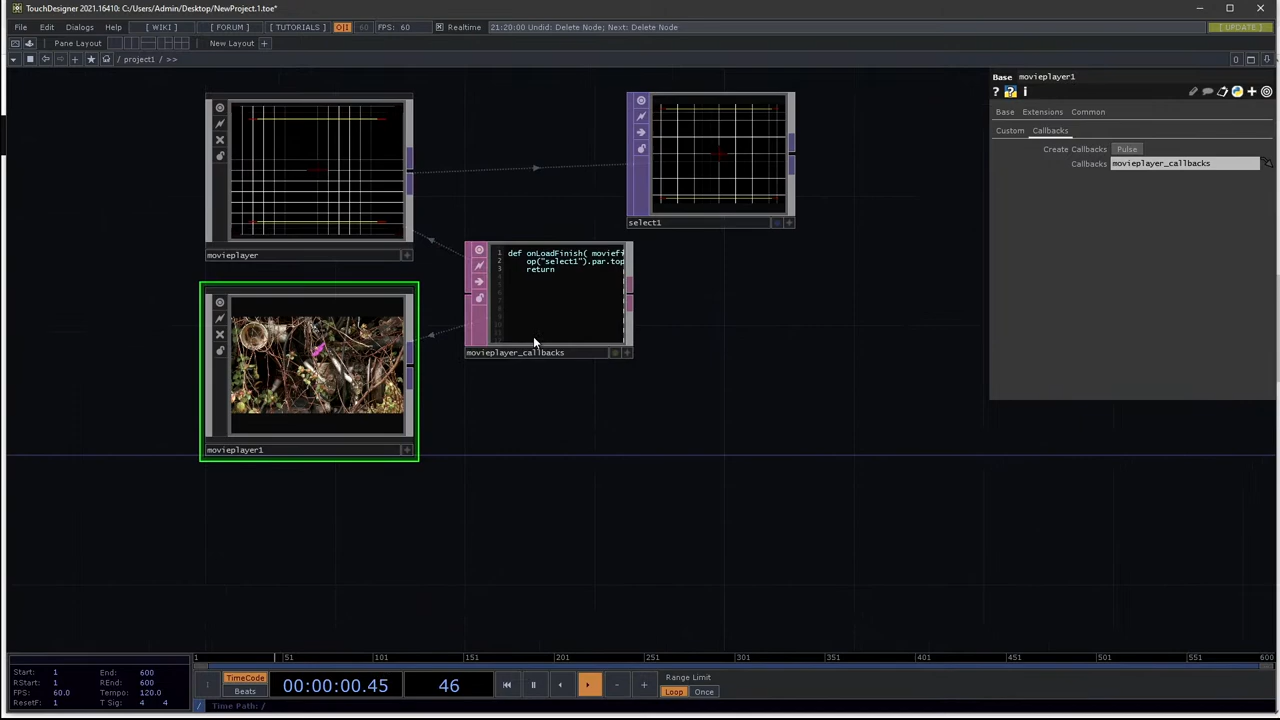 TouchDesigner 2021.16410: C:/Users/Admin/Desktop/NewProject.1.toe*
File Edit Dialogs Help [ WIKI ] [ FORUM ] [ TUTORIALS ] O|I 60 FPS: 60 Realtime 21:20:00 Undid: Delete Node; Next: Delete Node [ UPDATE ]
Pane Layout New Layout +
/ project1 / >>
0
Base movieplayer1
? ? i
Base Extensions Common
Custom Callbacks
Create Callbacks Pulse
Callbacks movieplayer_callbacks
select1
movieplayer
1 def onLoadFinish( moviefi
2 op("select1").par.top
3 return
movieplayer_callbacks
movieplayer1
1 51 101 151 201 251 301 351 401 451 501 551 600
Start: 1 End: 600
RStart: 1 REnd: 600
FPS: 60.0 Tempo: 120.0
ResetF: 1 T Sig: 4 4
TimeCode
Beats
00:00:00.45
46
Range Limit
Loop Once
/ Time Path: /